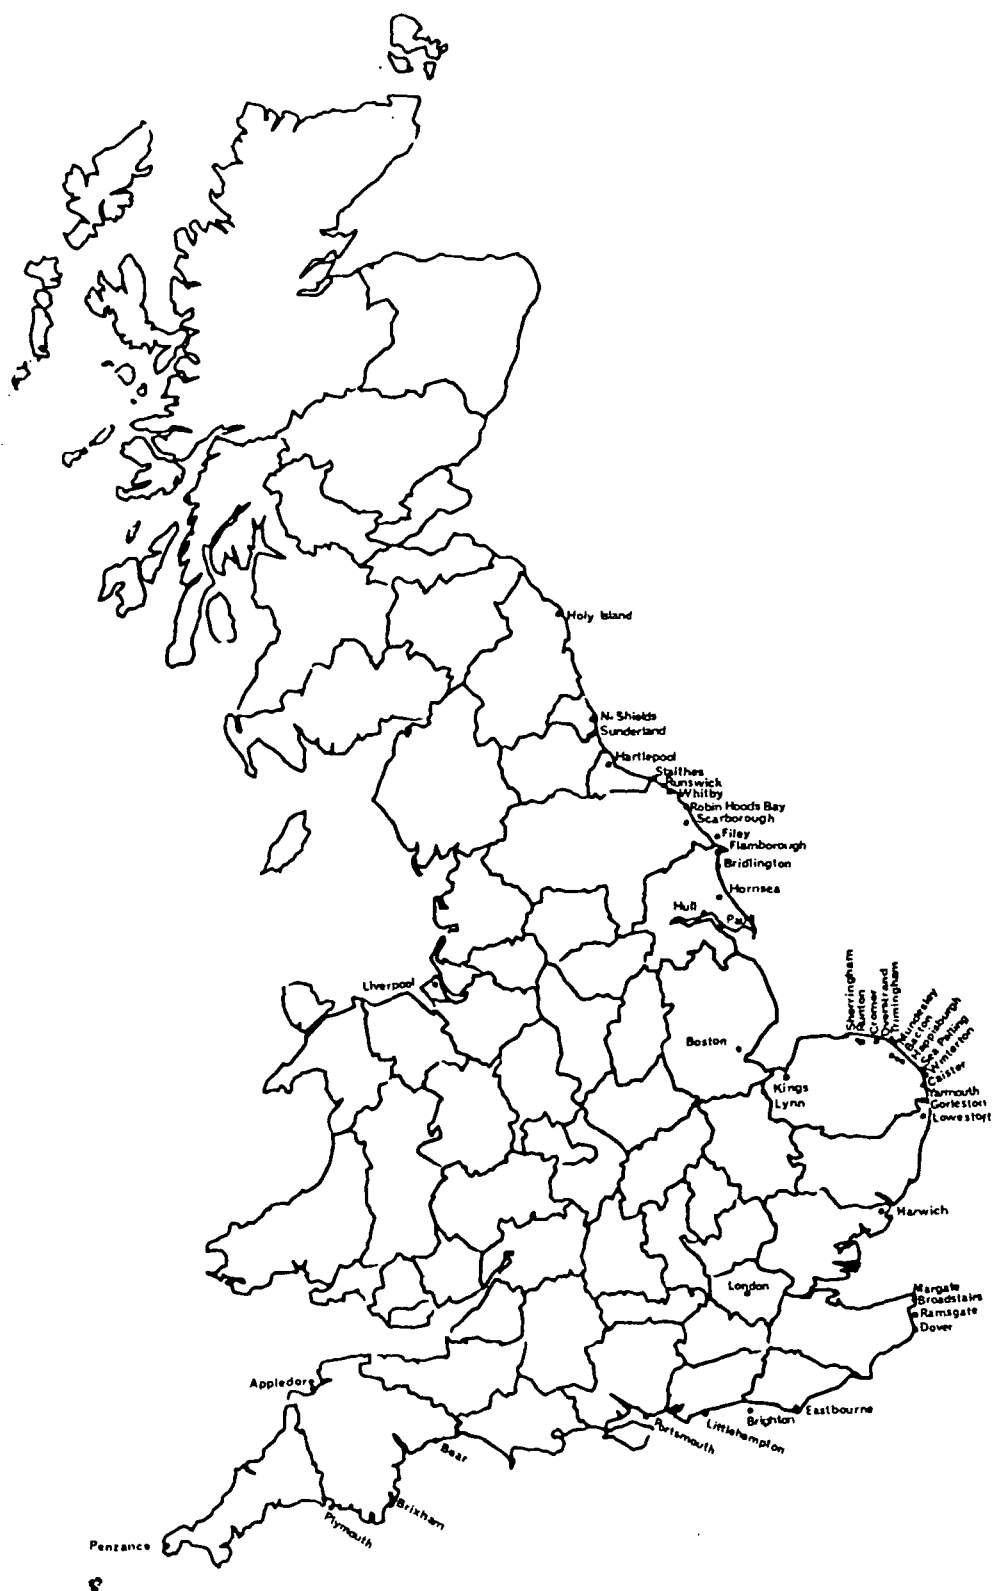 Holy Island
N. Shields
Sunderland
Hartlepool
Staithes
Runswick
Whitby
Robin Hoods Bay
Scarborough
Filey
Flamborough
Bridlington
Hornsea
Hull
Liverpool
Sherringham
Runton
Cromer
Overstrand
Trimingham
Mundesley
Bacton
Happisburgh
Sea Palling
Winterton
Caister
Yarmouth
Gorleston
Lowestoft
Boston
Kings
Lynn
Harwich
London
Margate
Broadstairs
Ramsgate
Dover
Appledore
Eastbourne
Brighton
Littlehampton
Portsmouth
Bear
Brixham
Plymouth
Penzance